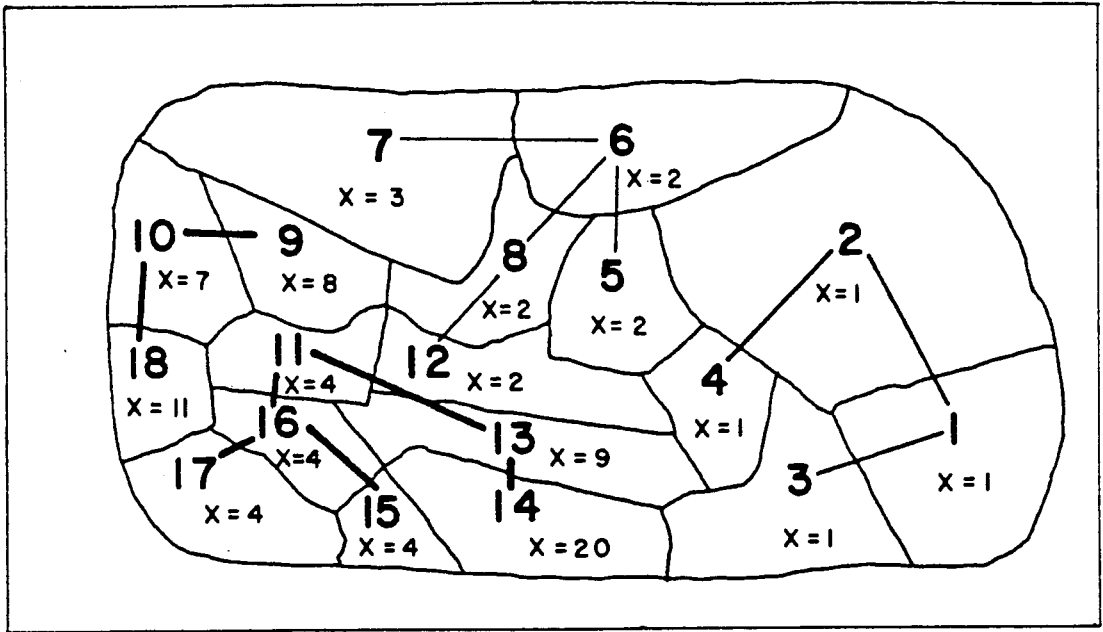 7
6
X = 3
X = 2
10
9
8
2
X = 7
X = 8
5
X = 1
X = 2
X = 2
18
11
12
4
X = 11
X = 4
X = 2
16
13
X = 1
1
X = 4
X = 9
17
3
X = 1
15
14
X = 4
X = 4
X = 20
X = 1